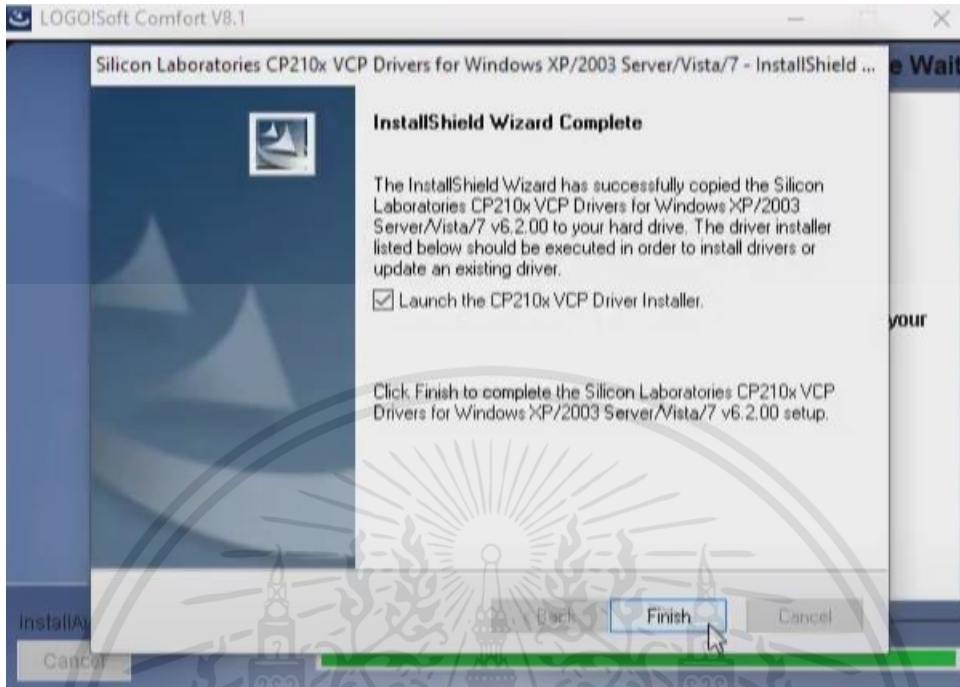 LOGO!Soft Comfort V8.1
Silicon Laboratories CP210x VCP Drivers for Windows XP/2003 Server/Vista/7 - InstallShield ...
e Wait
InstallShield Wizard Complete
The InstallShield Wizard has successfully copied the Silicon
Laboratories CP210x VCP Drivers for Windows XP/2003
Server/Vista/7 v6.2.00 to your hard drive. The driver installer
listed below should be executed in order to install drivers or
update an existing driver.
Launch the CP210x VCP Driver Installer.
your
Click Finish to complete the Silicon Laboratories CP210x VCP
Drivers for Windows XP/2003 Server/Vista/7 v6.2.00 setup.
< Back
Finish
Cancel
InstallAn
Cancel